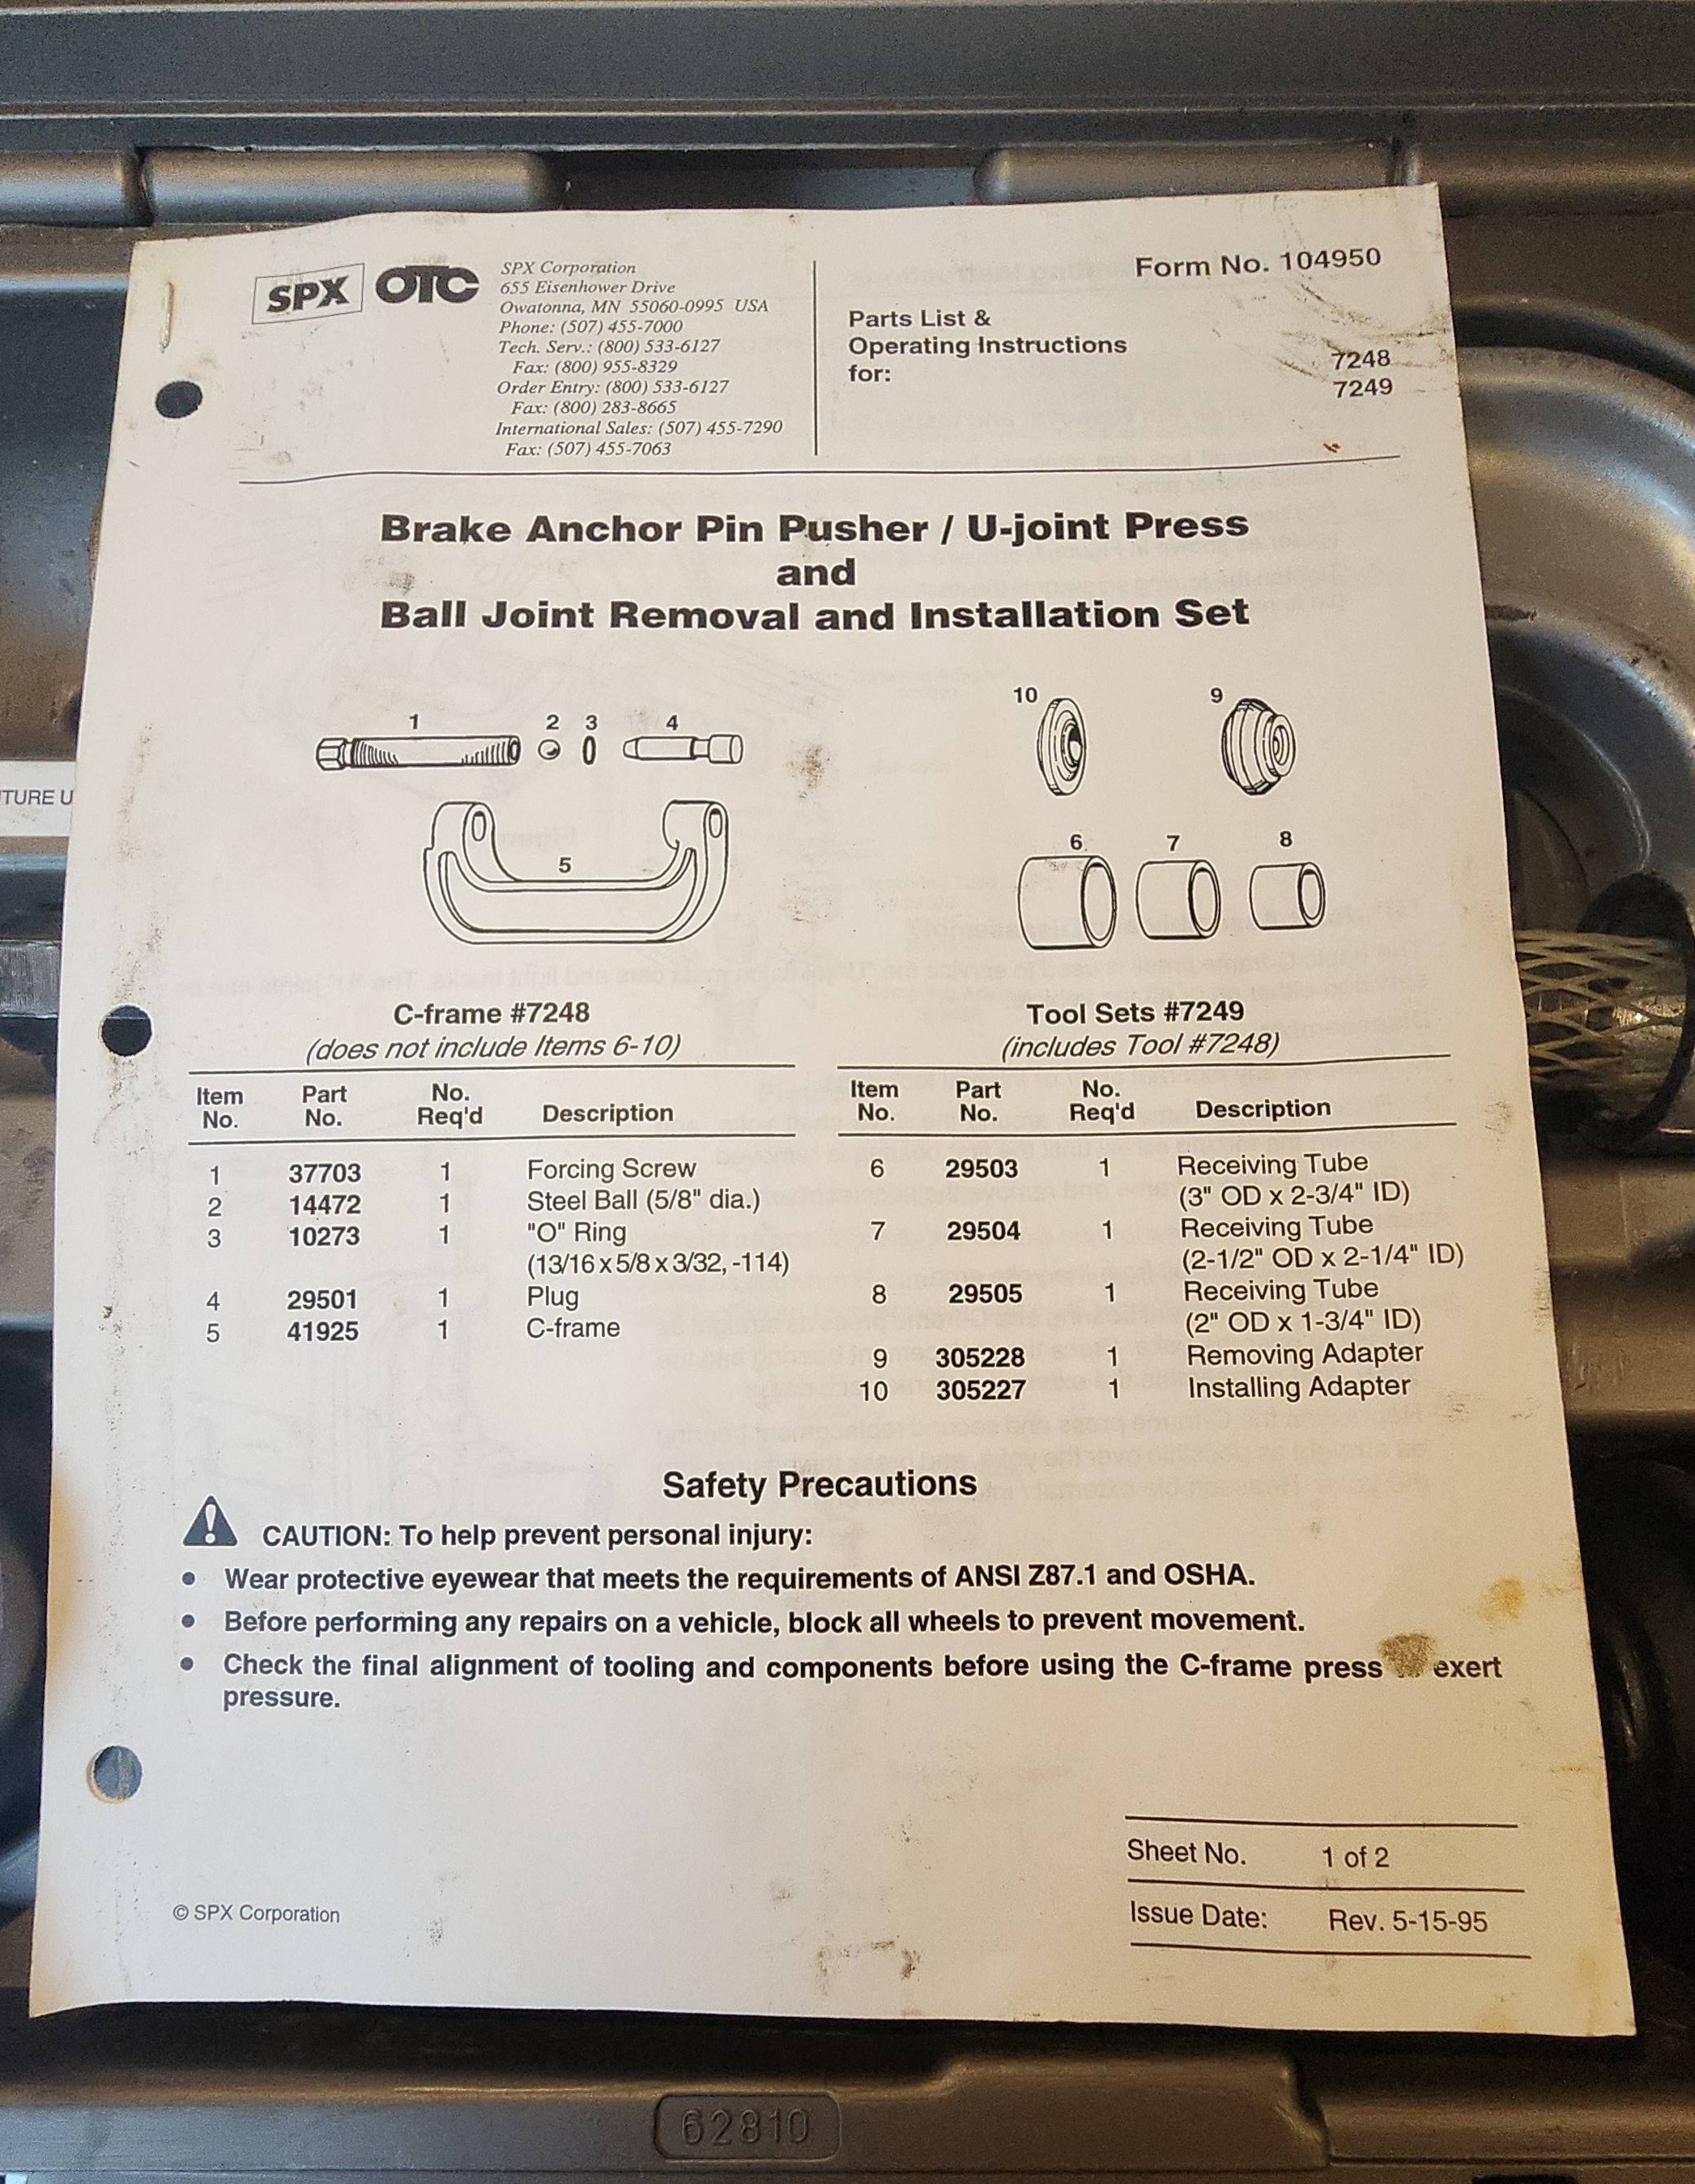 SPX OTC
SPX Corporation
655 Eisenhower Drive
Owatonna, MN 55060-0995 USA
Phone: (507) 455-7000
Tech. Serv.: (800) 533-6127
Fax: (800) 955-8329
Order Entry: (800) 533-6127
Fax: (800) 283-8665
International Sales: (507) 455-7290
Fax: (507) 455-7063
Form No. 104950
Parts List &
Operating Instructions
for:
7248
7249
Brake Anchor Pin Pusher / U-joint Press
and
Ball Joint Removal and Installation Set
1 2 3 4
5
10 9
6 7 8
TURE U
C-frame #7248
(does not include Items 6-10)
Item No. Part No. No. Req'd Description
1 37703 1 Forcing Screw
2 14472 1 Steel Ball (5/8" dia.)
3 10273 1 "O" Ring
(13/16 x 5/8 x 3/32, -114)
4 29501 1 Plug
5 41925 1 C-frame
Tool Sets #7249
(includes Tool #7248)
Item No. Part No. No. Req'd Description
6 29503 1 Receiving Tube
(3" OD x 2-3/4" ID)
7 29504 1 Receiving Tube
(2-1/2" OD x 2-1/4" ID)
8 29505 1 Receiving Tube
(2" OD x 1-3/4" ID)
9 305228 1 Removing Adapter
10 305227 1 Installing Adapter
Safety Precautions
CAUTION: To help prevent personal injury:
• Wear protective eyewear that meets the requirements of ANSI Z87.1 and OSHA.
• Before performing any repairs on a vehicle, block all wheels to prevent movement.
• Check the final alignment of tooling and components before using the C-frame press exert
pressure.
Sheet No. 1 of 2
Issue Date: Rev. 5-15-95
© SPX Corporation
62810